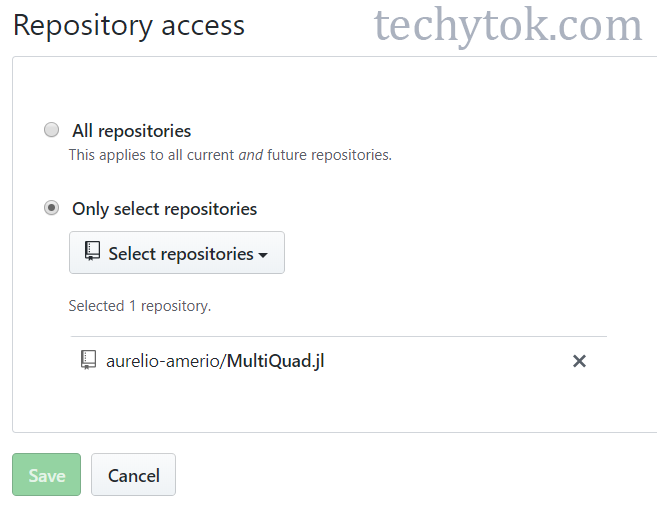 Repository access
techytok.com
All repositories
This applies to all current and future repositories.
Only select repositories
Select repositories
Selected 1 repository.
aurelio-amerio/MultiQuad.jl
Save
Cancel